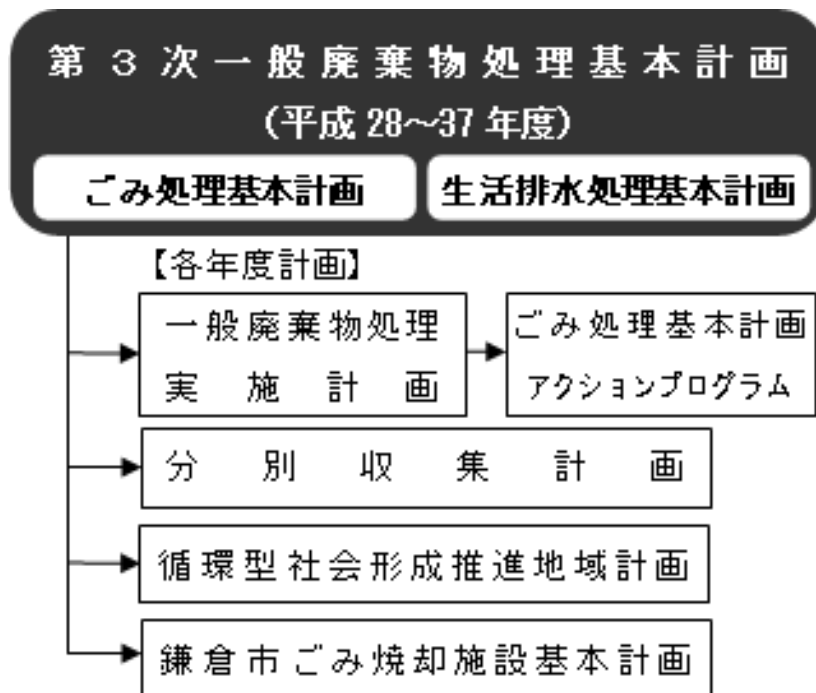 第3次一般廃棄物処理基本計画
(平成28～37年度)
ごみ処理基本計画
生活排水処理基本計画
【各年度計画】
一般廃棄物処理
実施計画
ごみ処理基本計画
アクションプログラム
分別収集計画
循環型社会形成推進地域計画
鎌倉市ごみ焼却施設基本計画